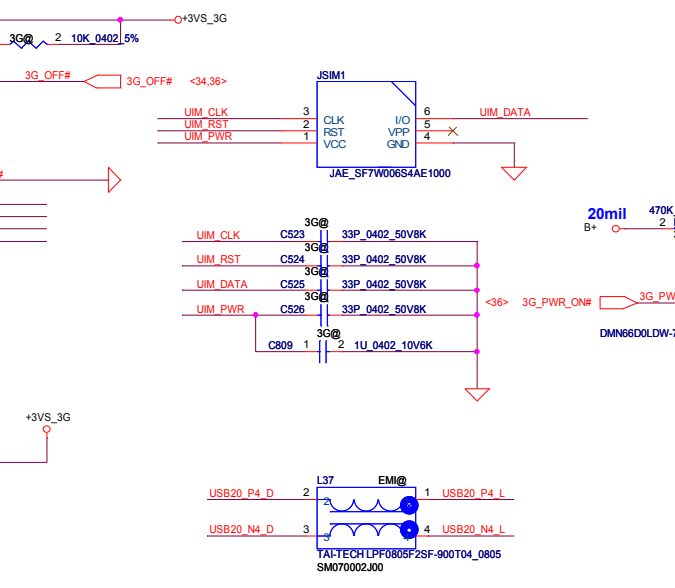 +3VS_3G
3G@ 2 10K_0402_5%
3G_OFF# 3G_OFF# <34,36>
JSIM1
UIM_CLK 3 CLK I/O 6 UIM_DATA
UIM_RST 2 RST VPP 5
UIM_PWR 1 VCC GND 4
JAE_SF7W006S4AE1000
#
20mil
470K
B+ 2
3G@
UIM_CLK C523 33P_0402_50V8K
3G@
UIM_RST C524 33P_0402_50V8K
3G@
UIM_DATA C525 33P_0402_50V8K
3G@
UIM_PWR C526 33P_0402_50V8K
<36> 3G_PWR_ON# 3G_PW
3G@
DMN66D0LDW-7
C809 1 2 1U_0402_10V6K
+3VS_3G
L37 EMI@
USB20_P4_D 2 2 1 USB20_P4_L
USB20_N4_D 3 3 4 USB20_N4_L
TAI-TECH LPF0805F2SF-900T04_0805
SM070002J00